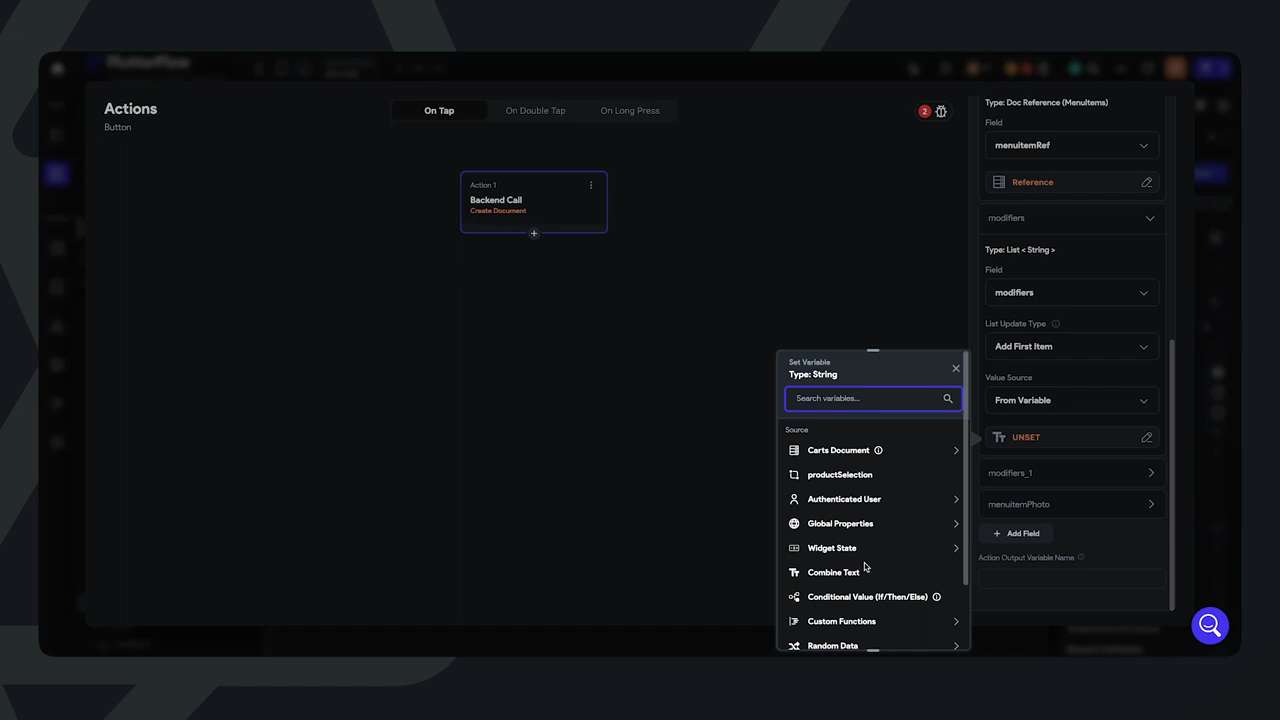 FlutterFlow
Actions
Button
On Tap
On Double Tap
On Long Press
2
Action 1
Backend Call
Create Document
Type: Doc Reference (MenuItems)
Field
menuitemRef
Reference
modifiers
Type: List < String >
Field
modifiers
List Update Type
Add First Item
Value Source
From Variable
UNSET
modifiers_1
menuitemPhoto
+ Add Field
Action Output Variable Name
Set Variable
Type: String
Search variables...
Source
Carts Document
productSelection
Authenticated User
Global Properties
Widget State
Combine Text
Conditional Value (If/Then/Else)
Custom Functions
Random Data